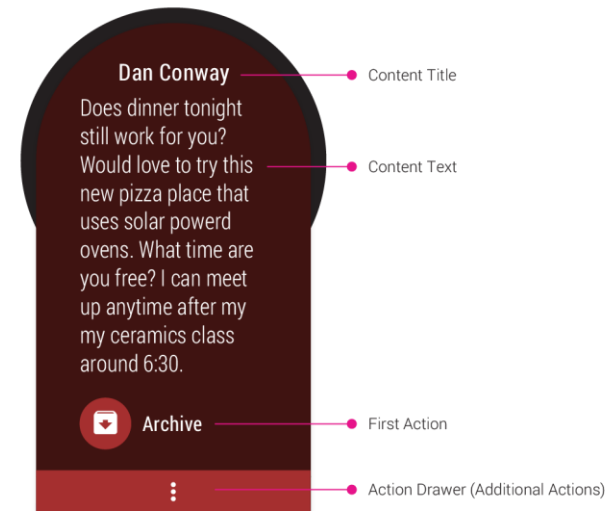 Dan Conway
Content Title
Does dinner tonight
still work for you?
Would love to try this
Content Text
new pizza place that
uses solar powerd
ovens. What time are
you free? I can meet
up anytime after my
my ceramics class
around 6:30.
Archive
First Action
Action Drawer (Additional Actions)